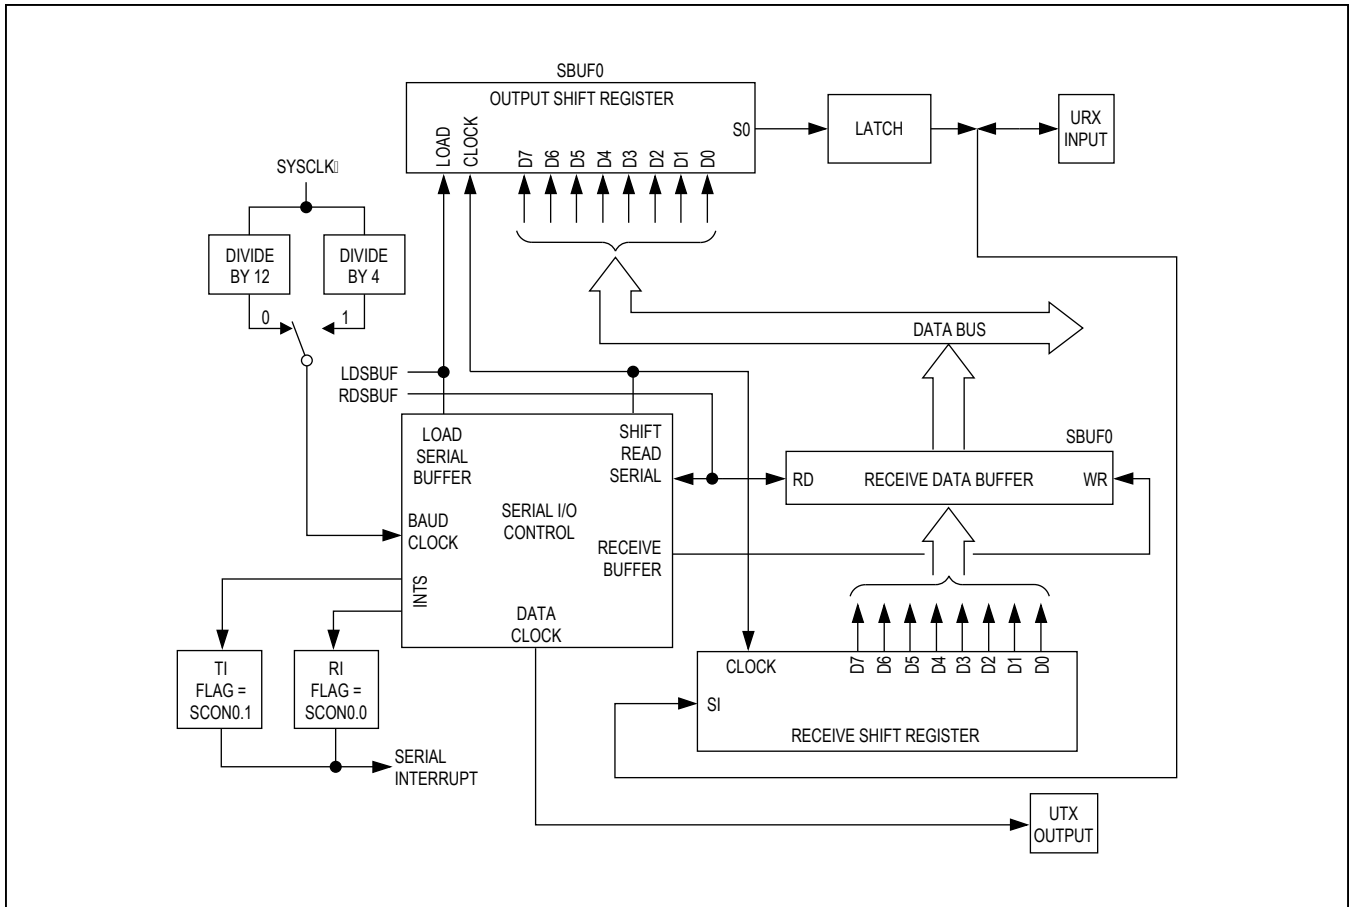 SBUF0
OUTPUT SHIFT REGISTER
LOAD
CLOCK
D7
D6
D5
D4
D3
D2
D1
D0
S0
LATCH
URX
INPUT
SYSCLK
DIVIDE
BY 12
DIVIDE
BY 4
0
1
DATA BUS
LDSBUF
RDSBUF
LOAD
SERIAL
BUFFER
SHIFT
READ
SERIAL
SBUF0
RD
RECEIVE DATA BUFFER
WR
SERIAL I/O
CONTROL
BAUD
CLOCK
RECEIVE
BUFFER
INTS
DATA
CLOCK
TI
FLAG =
SCON0.1
RI
FLAG =
SCON0.0
CLOCK
D7
D6
D5
D4
D3
D2
D1
D0
SI
RECEIVE SHIFT REGISTER
SERIAL
INTERRUPT
UTX
OUTPUT